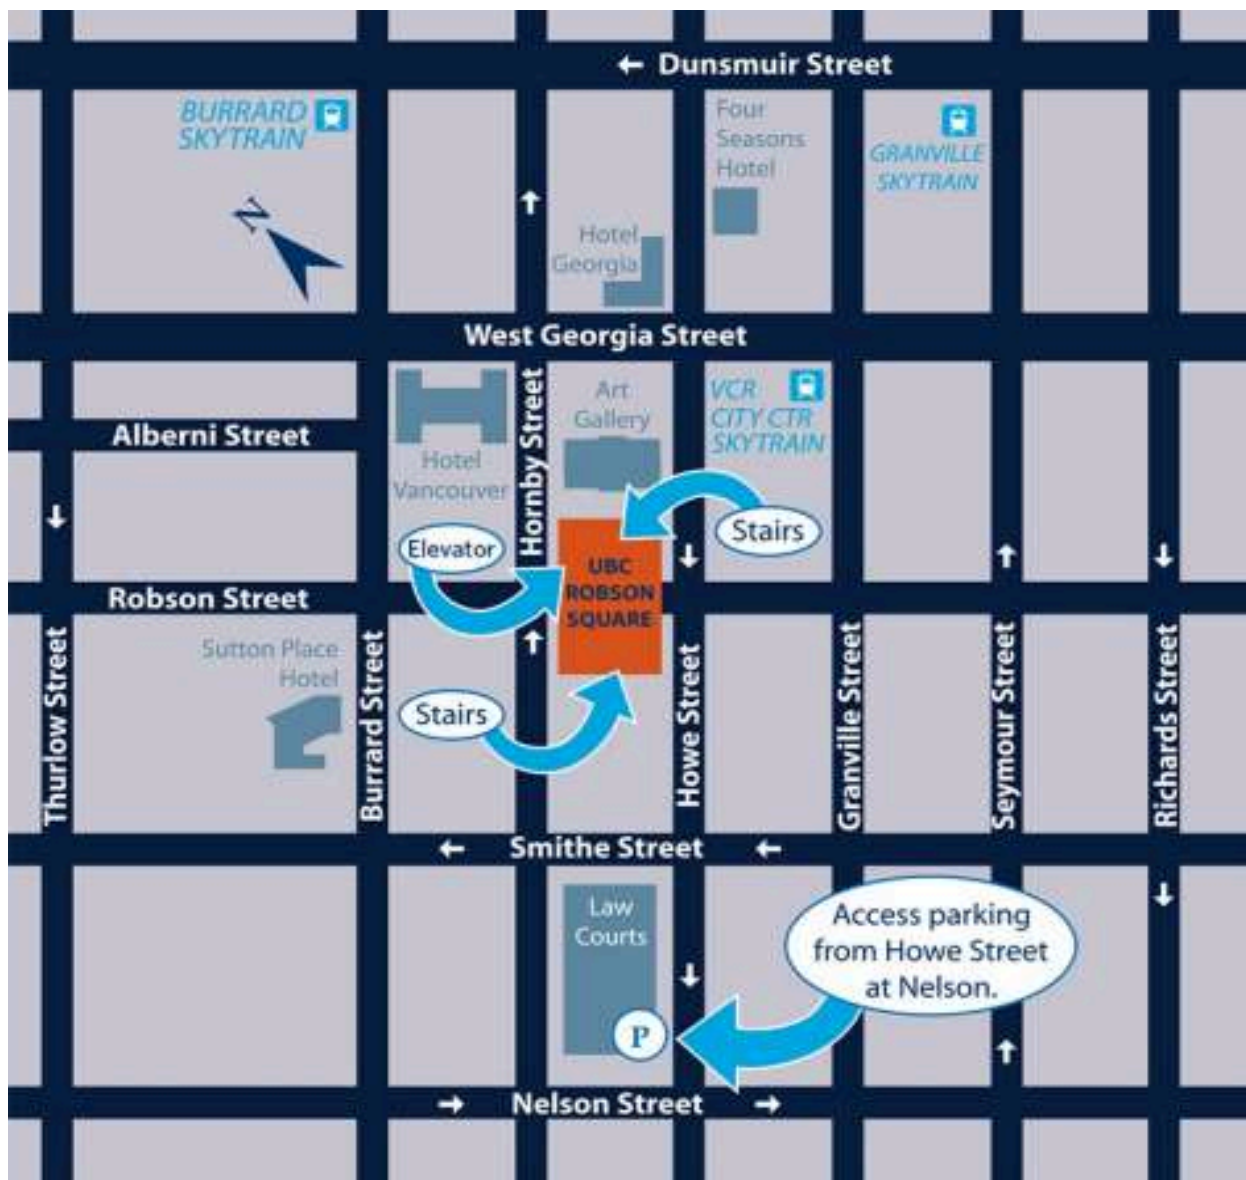 ← Dunsmuir Street
BURRARD
SKYTRAIN
Four
Seasons
Hotel
GRANVILLE
SKYTRAIN
N
Hotel
Georgia
West Georgia Street
Hornby Street
Art
Gallery
VCR
CITY CTR
SKYTRAIN
Alberni Street
Hotel
Vancouver
Elevator
Stairs
UBC
ROBSON
SQUARE
Robson Street
Sutton Place
Hotel
Stairs
Thurlow Street
Burrard Street
Howe Street
Granville Street
Seymour Street
Richards Street
← Smithe Street ←
Law
Courts
P
Access parking
from Howe Street
at Nelson.
→ Nelson Street →